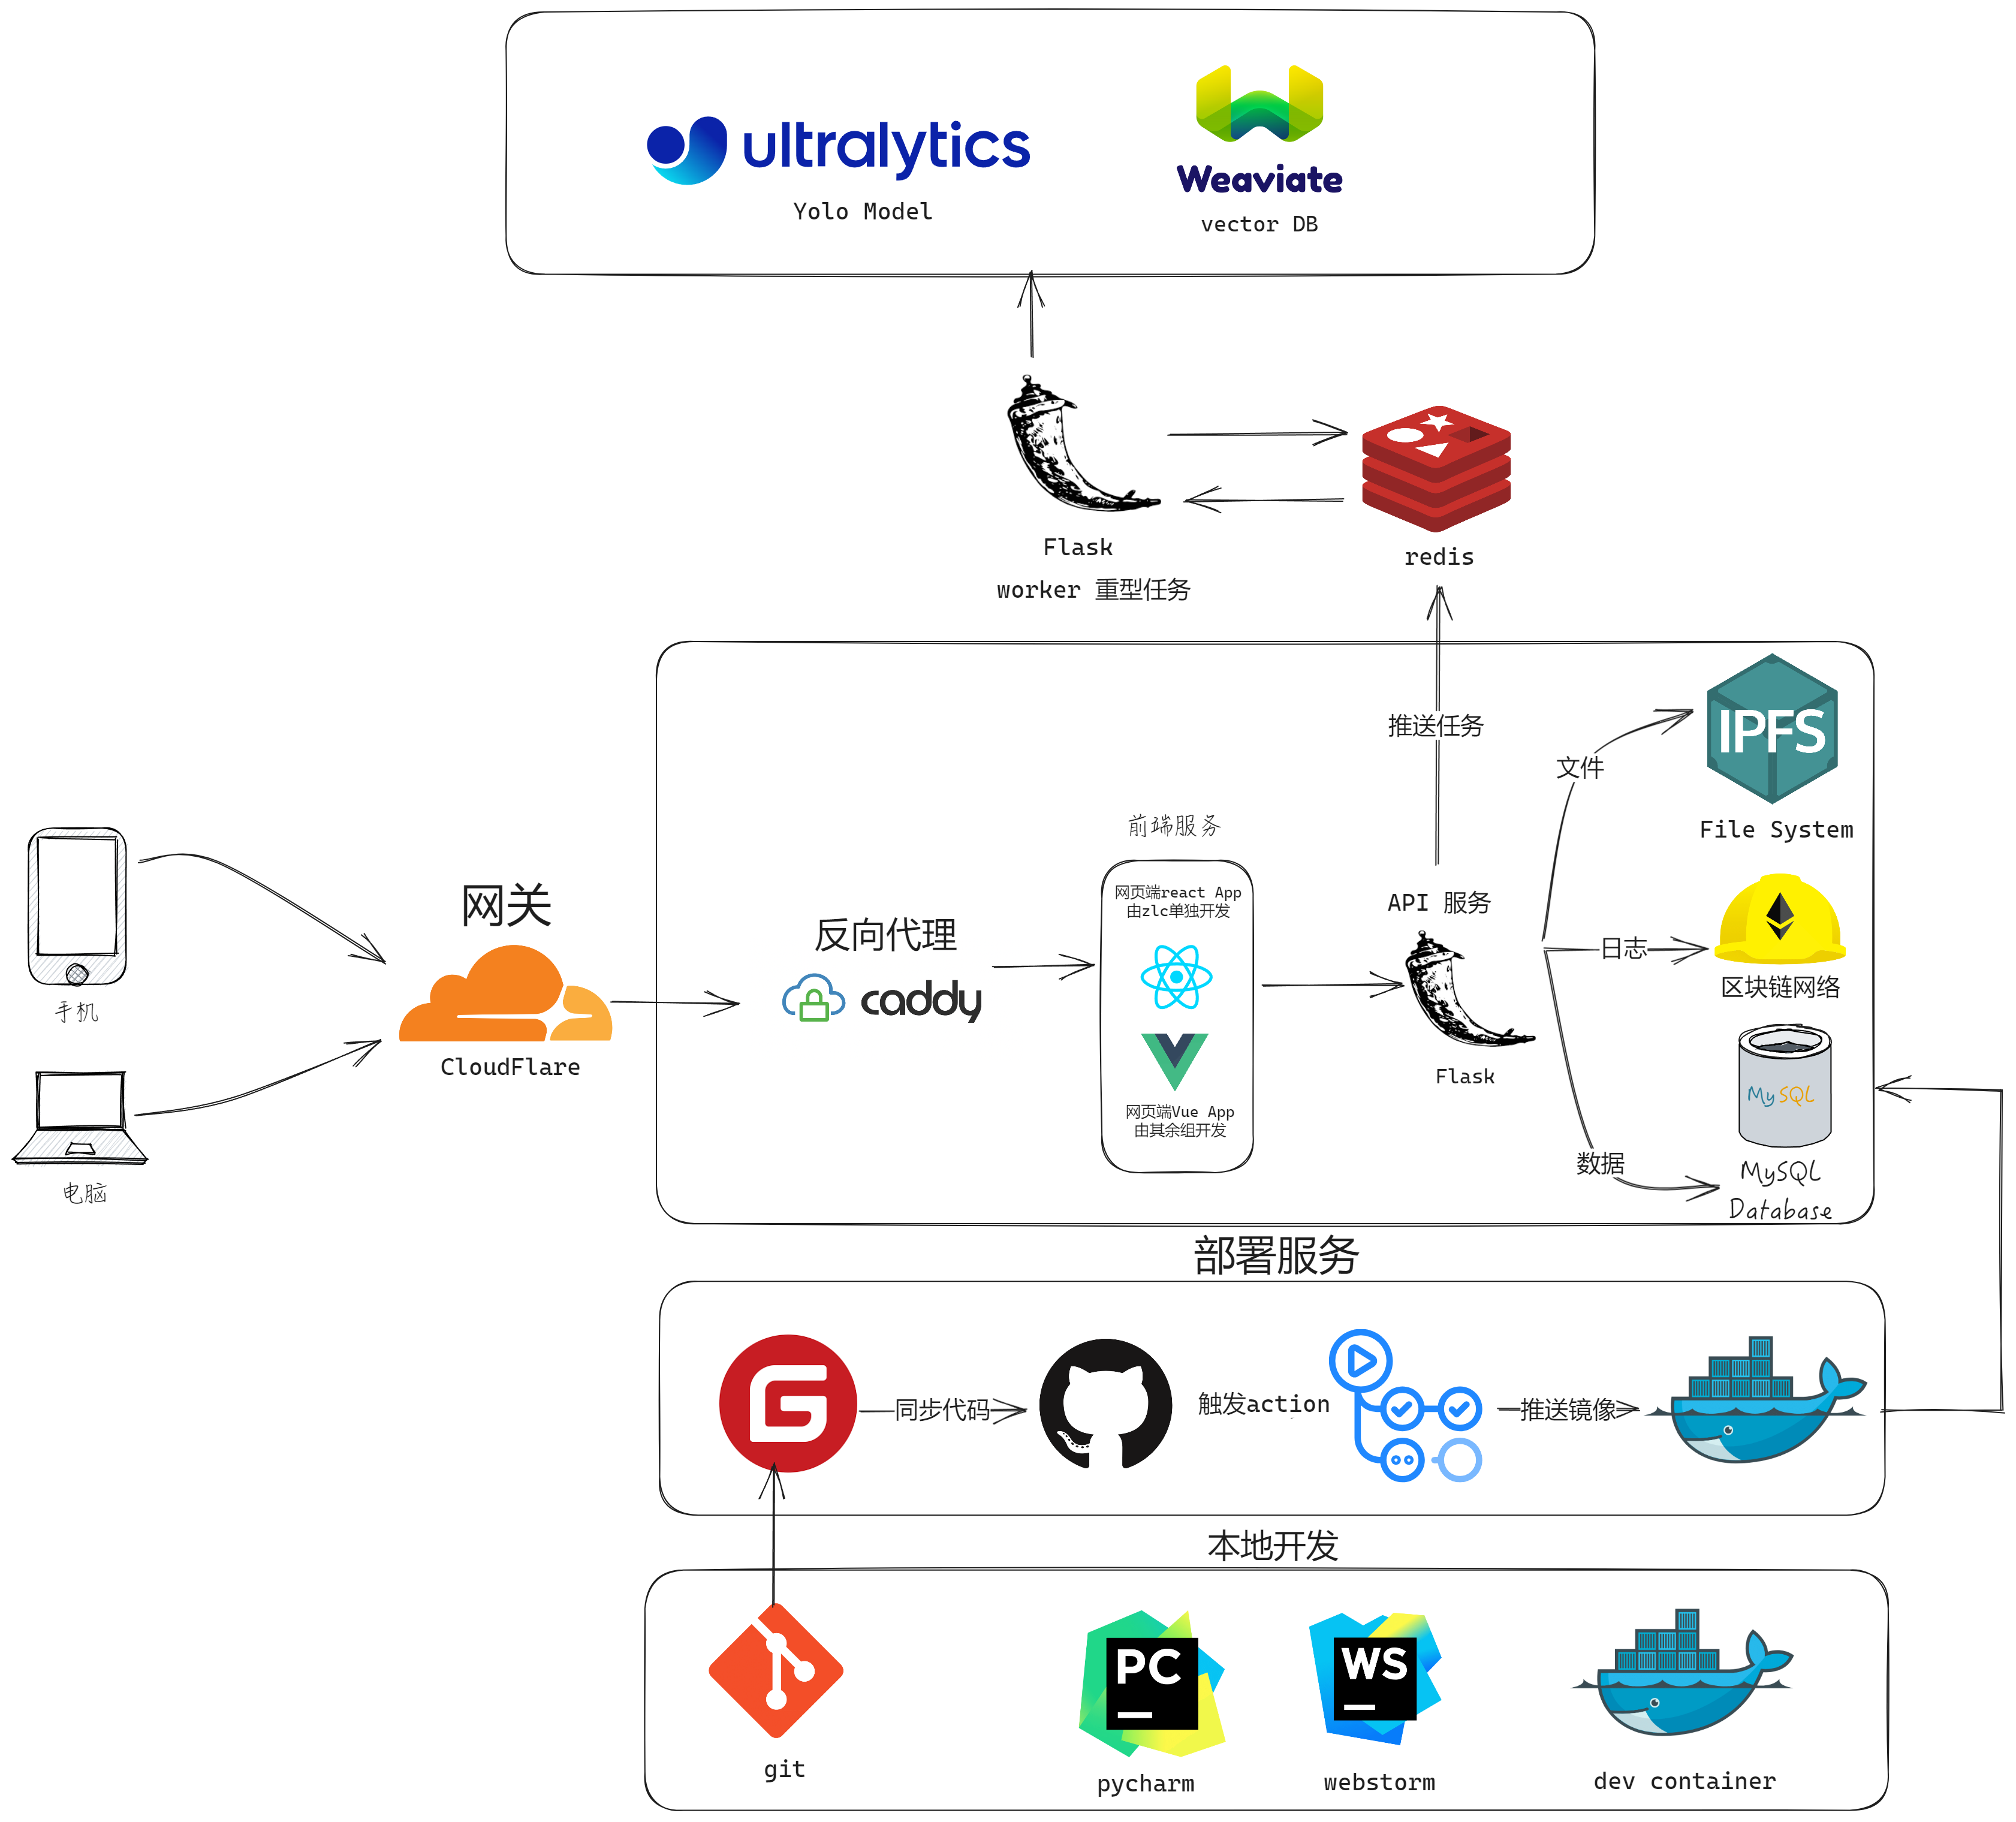 ultralytics
Yolo Model
Weaviate
vector DB
Flask
worker 重型任务
redis
推送任务
文件
IPFS
File System
前端服务
网页端react App
由zlc单独开发
网页端Vue App
由其余组开发
API 服务
Flask
日志
区块链网络
数据
MySQL
MySQL
Database
手机
电脑
网关
CloudFlare
反向代理
caddy
部署服务
G
同步代码
触发action
推送镜像
本地开发
git
PC
pycharm
WS
webstorm
dev container